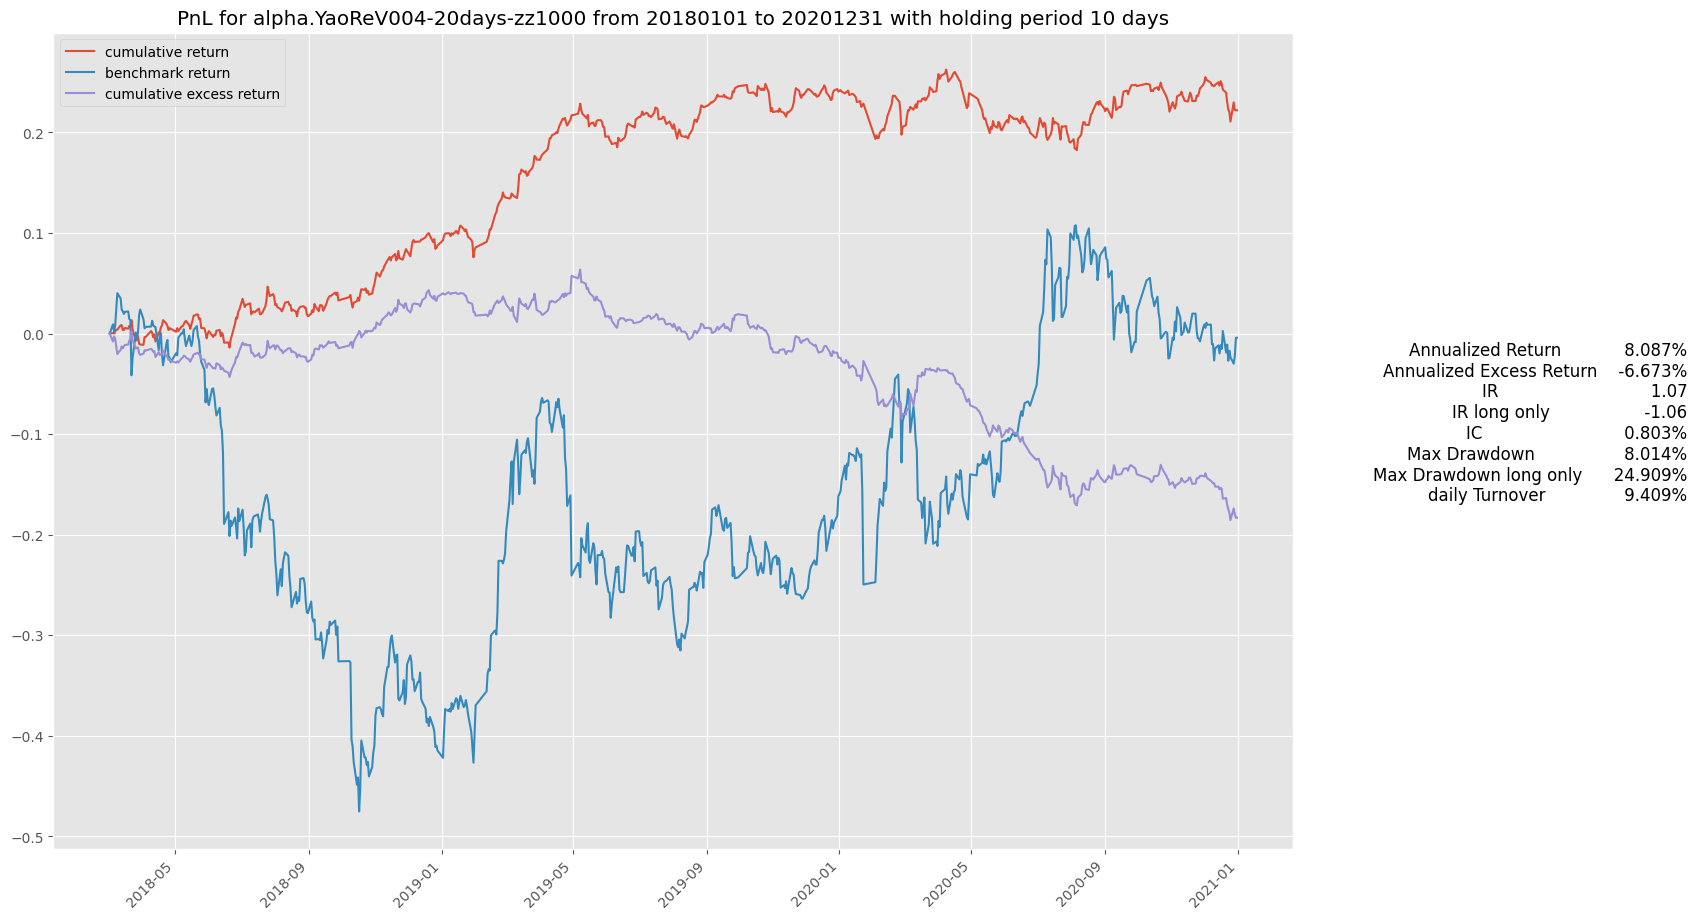 PnL for alpha.YaoReV004-20days-zz1000 from 20180101 to 20201231 with holding period 10 days
cumulative return
benchmark return
cumulative excess return
0.2
0.1
0.0
−0.1
−0.2
−0.3
−0.4
−0.5
2018-05
2018-09
2019-01
2019-05
2019-09
2020-01
2020-05
2020-09
2021-01
Annualized Return 8.087%
Annualized Excess Return -6.673%
IR 1.07
IR long only -1.06
IC 0.803%
Max Drawdown 8.014%
Max Drawdown long only 24.909%
daily Turnover 9.409%